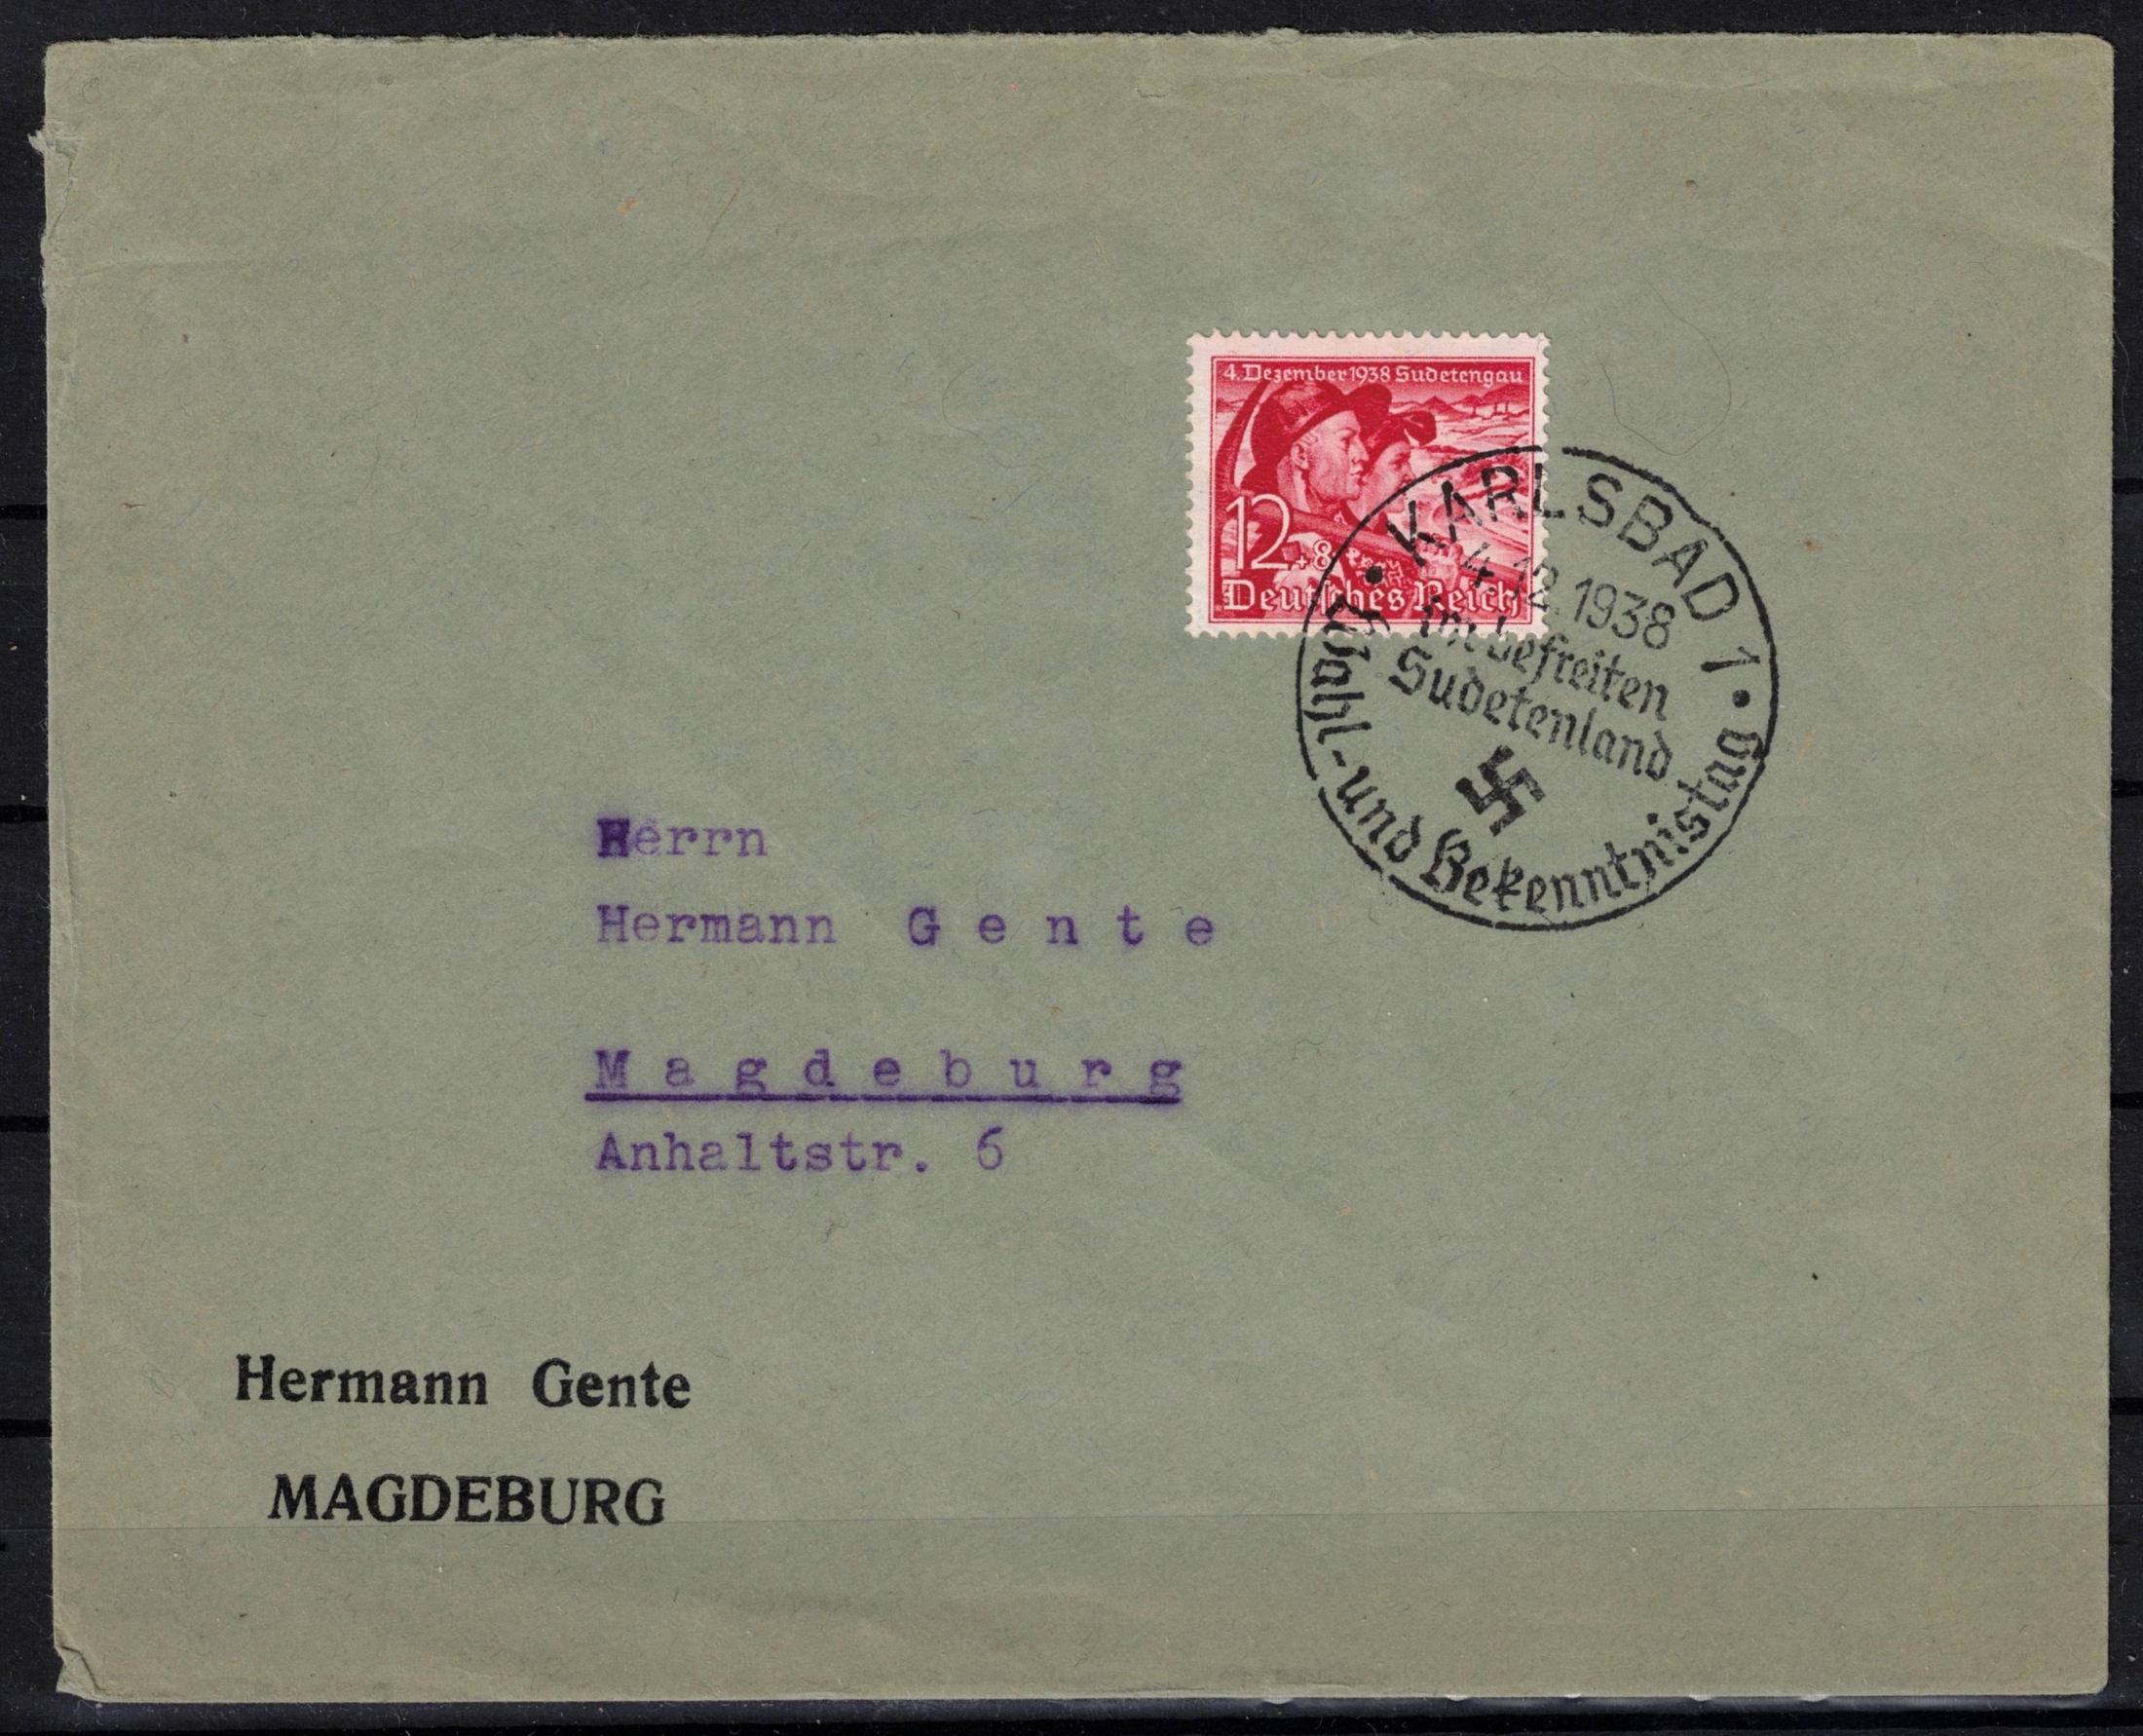 4. Dezember 1938 Sudetengau
12+8
Deutsches Reich
KARLSBAD 1
4.12.1938
im befreiten
Sudetenland
Wahl- und Bekenntnistag
Herrn
Hermann Gente
Magdeburg
Anhaltstr. 6
Hermann Gente
MAGDEBURG